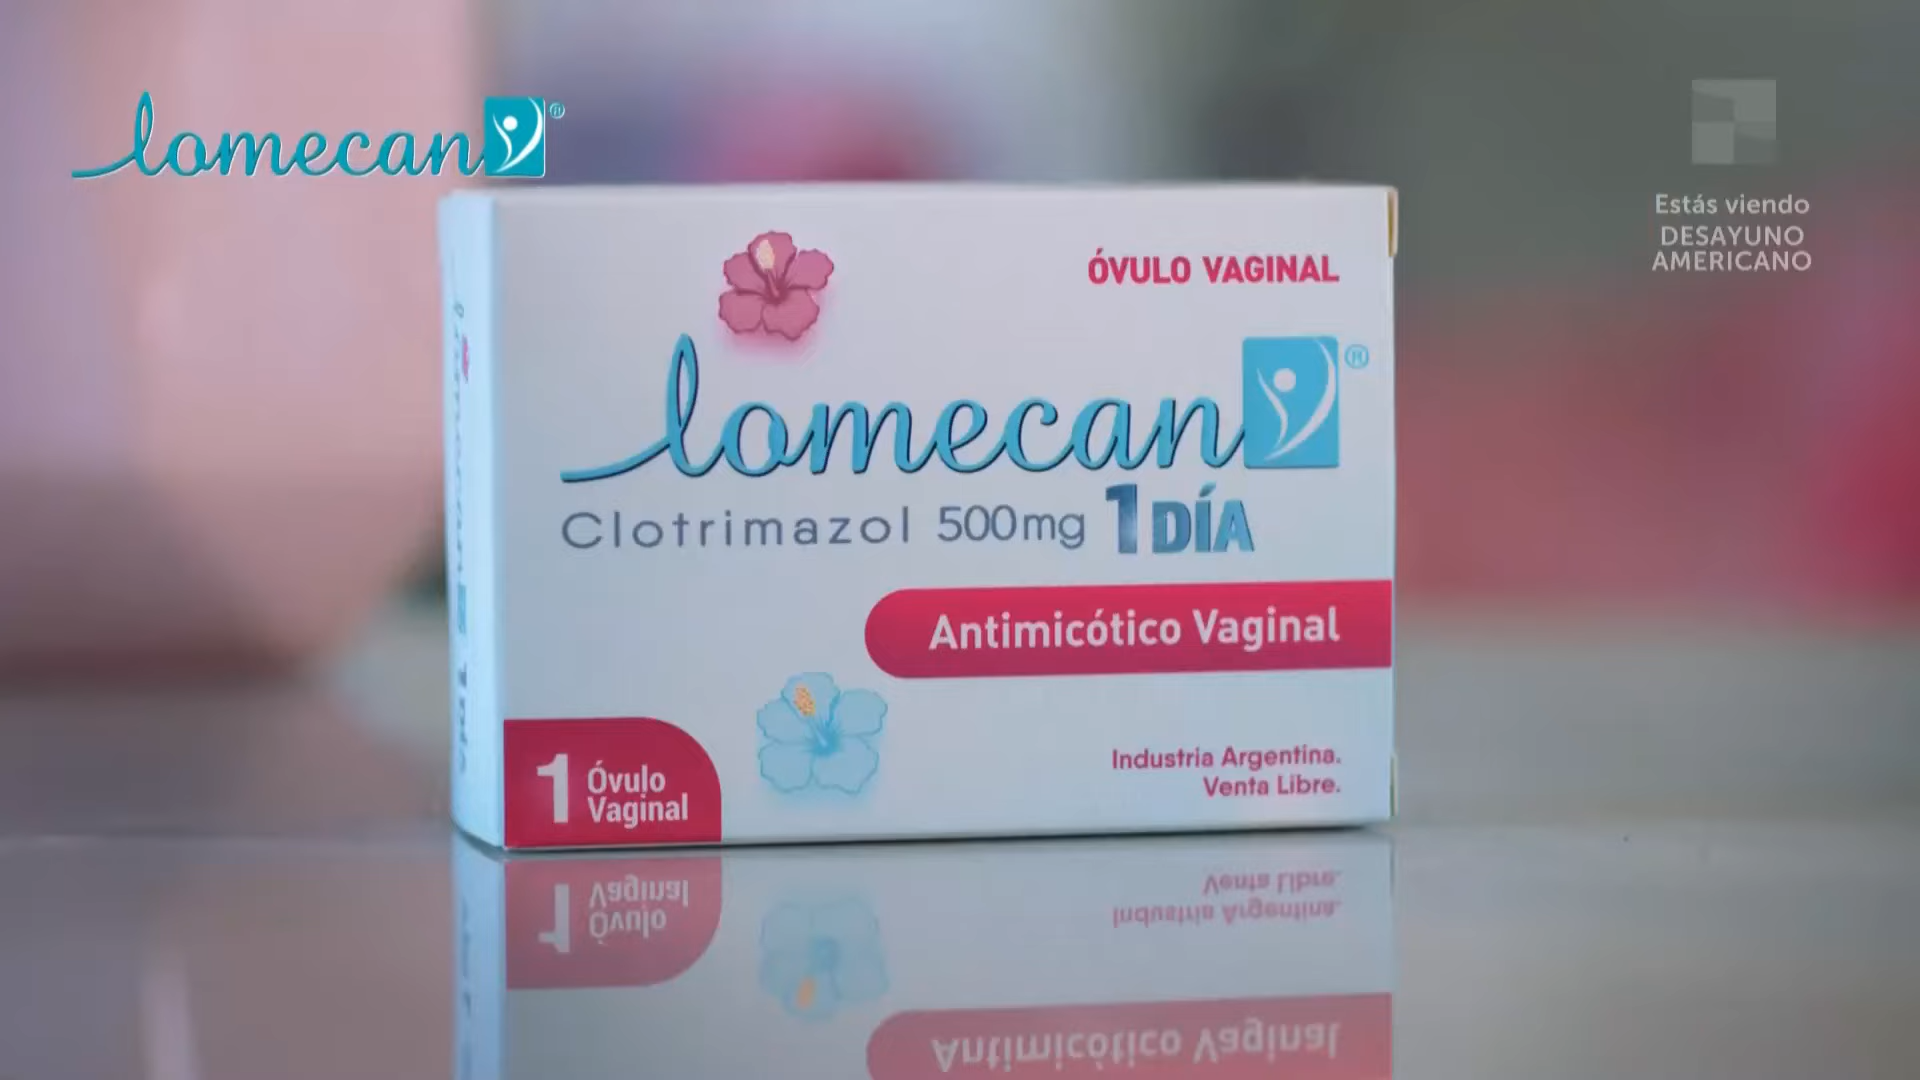 lomecan®
Estás viendo
DESAYUNO
AMERICANO
ÓVULO VAGINAL
lomecan®
Clotrimazol 500mg 1 DÍA
Antimicótico Vaginal
1 Óvulo
Vaginal
Industria Argentina.
Venta Libre.